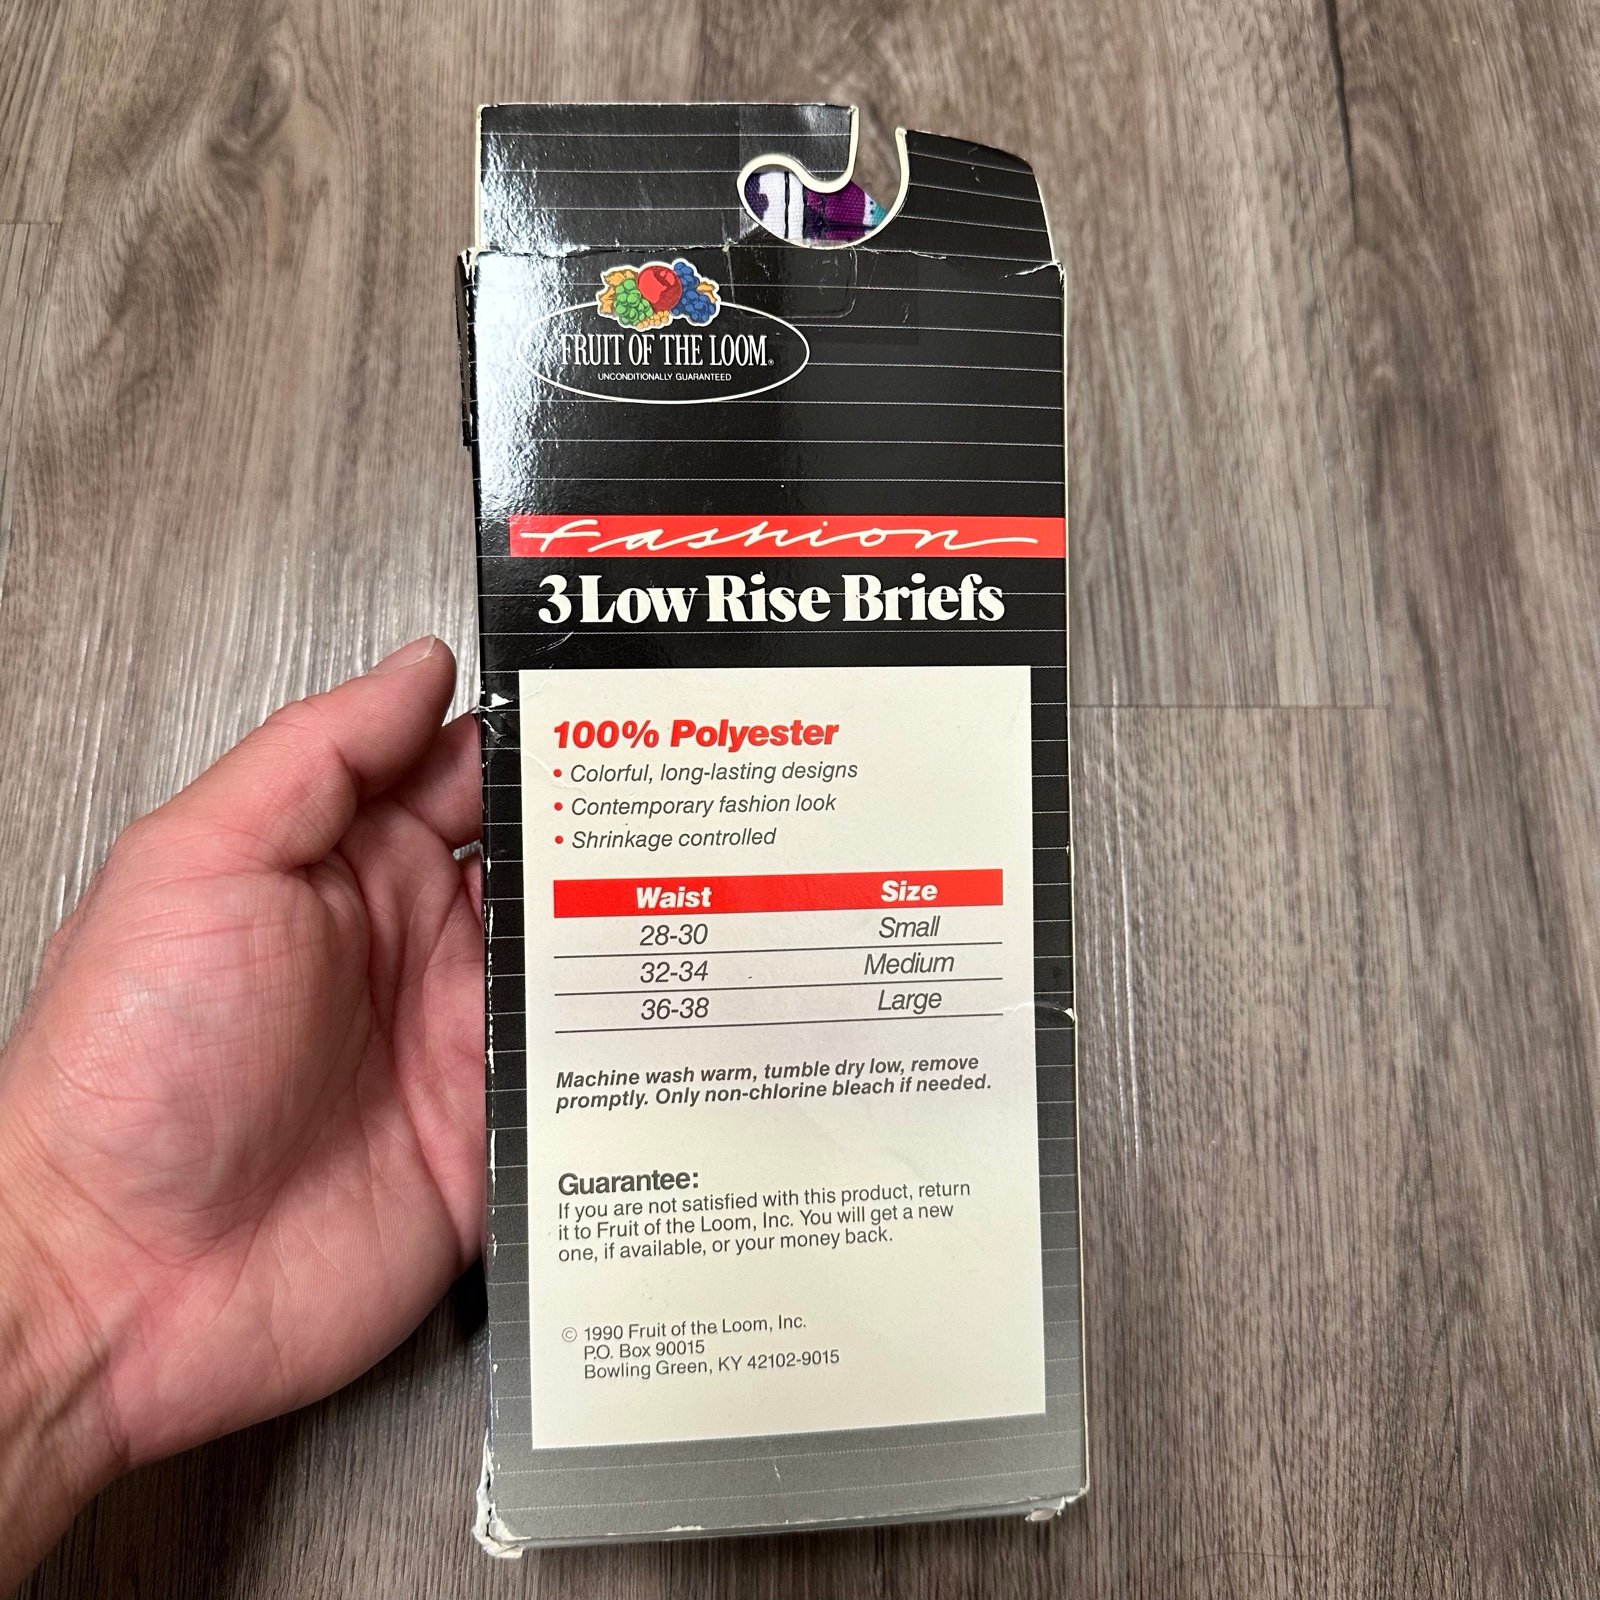 FRUIT OF THE LOOM®
UNCONDITIONALLY GUARANTEED
fashion
3 Low Rise Briefs
100% Polyester
• Colorful, long-lasting designs
• Contemporary fashion look
• Shrinkage controlled
Waist Size
28-30 Small
32-34 Medium
36-38 Large
Machine wash warm, tumble dry low, remove
promptly. Only non-chlorine bleach if needed.
Guarantee:
If you are not satisfied with this product, return
it to Fruit of the Loom, Inc. You will get a new
one, if available, or your money back.
© 1990 Fruit of the Loom, Inc.
P.O. Box 90015
Bowling Green, KY 42102-9015